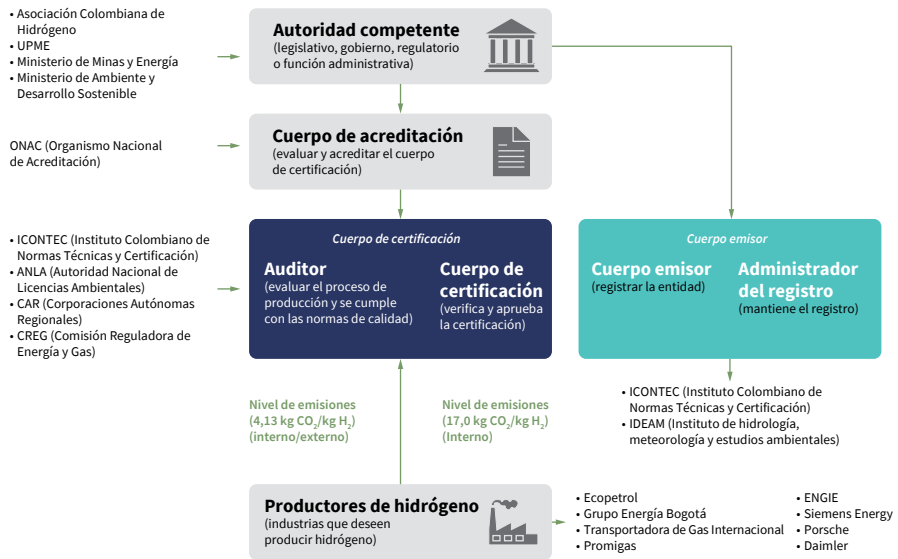 • Asociación Colombiana de
Hidrógeno
• UPME
• Ministerio de Minas y Energía
• Ministerio de Ambiente y
Desarrollo Sostenible
Autoridad competente
(legislativo, gobierno, regulatorio
o función administrativa)
ONAC (Organismo Nacional
de Acreditación)
Cuerpo de acreditación
(evaluar y acreditar el cuerpo
de certificación)
• ICONTEC (Instituto Colombiano de
Normas Técnicas y Certificación)
• ANLA (Autoridad Nacional de
Licencias Ambientales)
• CAR (Corporaciones Autónomas
Regionales)
• CREG (Comisión Reguladora de
Energía y Gas)
Cuerpo de certificación
Auditor
(evaluar el proceso de
producción y se cumple
con las normas de calidad)
Cuerpo de
certificación
(verifica y aprueba
la certificación)
Cuerpo emisor
Cuerpo emisor
(registrar la entidad)
Administrador
del registro
(mantiene el registro)
• ICONTEC (Instituto Colombiano de
Normas Técnicas y Certificación)
• IDEAM (Instituto de hidrología,
meteorología y estudios ambientales)
Nivel de emisiones
(4,13 kg CO₂/kg H₂)
(interno/externo)
Nivel de emisiones
(17,0 kg CO₂/kg H₂)
(Interno)
Productores de hidrógeno
(industrias que deseen
producir hidrógeno)
• Ecopetrol
• Grupo Energía Bogotá
• Transportadora de Gas Internacional
• Promigas
• ENGIE
• Siemens Energy
• Porsche
• Daimler